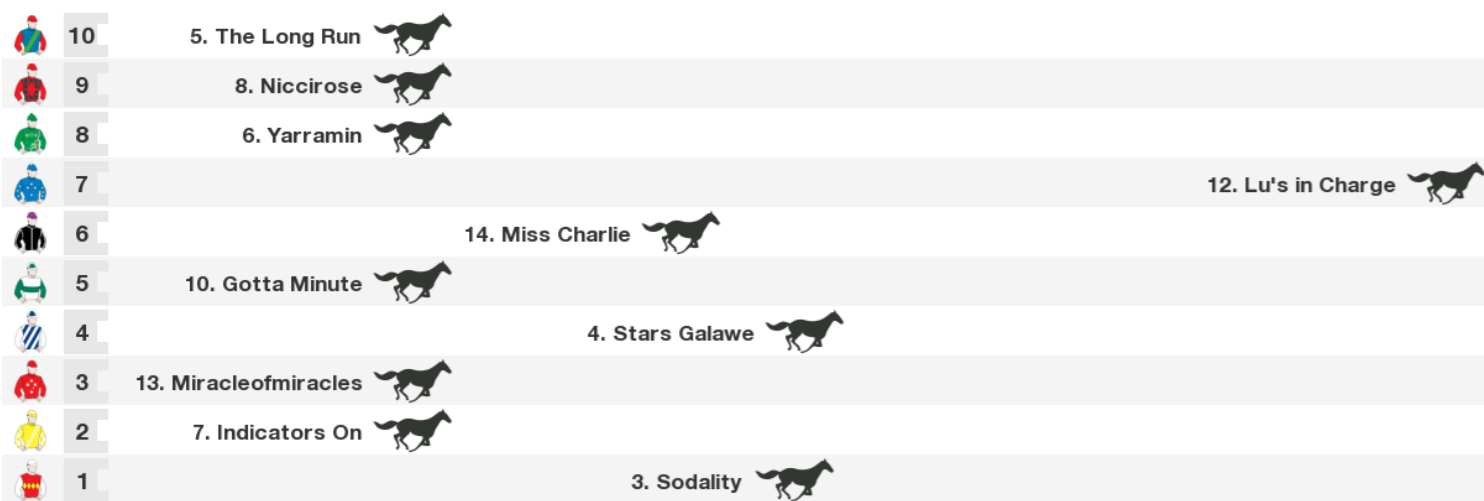 10 5. The Long Run
9 8. Niccirose
8 6. Yarramin
7 12. Lu's in Charge
6 14. Miss Charlie
5 10. Gotta Minute
4 4. Stars Galawe
3 13. Miracleofmiracles
2 7. Indicators On
1 3. Sodality